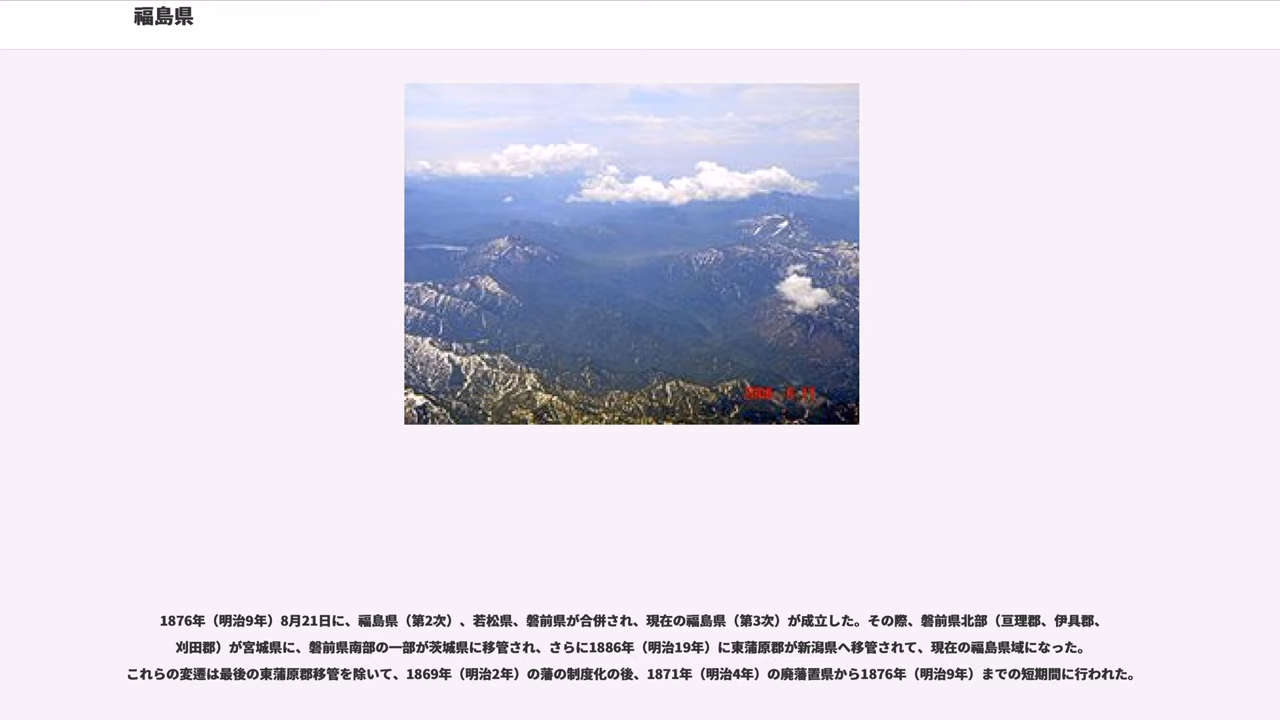 福島県
1876年（明治9年）8月21日に、福島県（第2次）、若松県、磐前県が合併され、現在の福島県（第3次）が成立した。その際、磐前県北部（亘理郡、伊具郡、
刈田郡）が宮城県に、磐前県南部の一部が茨城県に移管され、さらに1886年（明治19年）に東蒲原郡が新潟県へ移管されて、現在の福島県域になった。
これらの変遷は最後の東蒲原郡移管を除いて、1869年（明治2年）の藩の制度化の後、1871年（明治4年）の廃藩置県から1876年（明治9年）までの短期間に行われた。